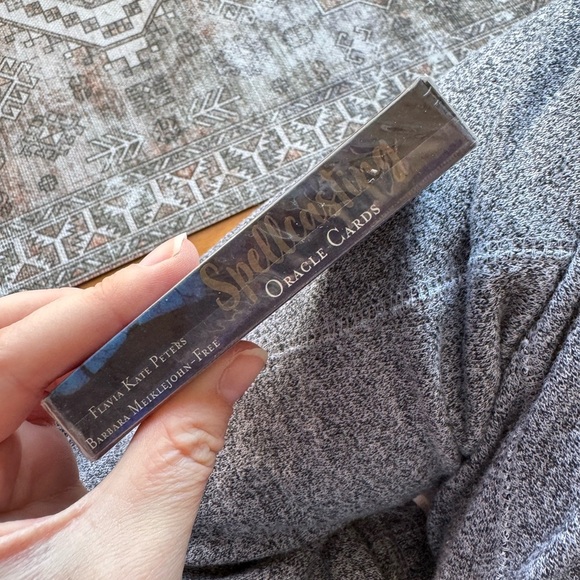 Spellcasting
Oracle Cards
Flavia Kate Peters
Barbara Meiklejohn-Free